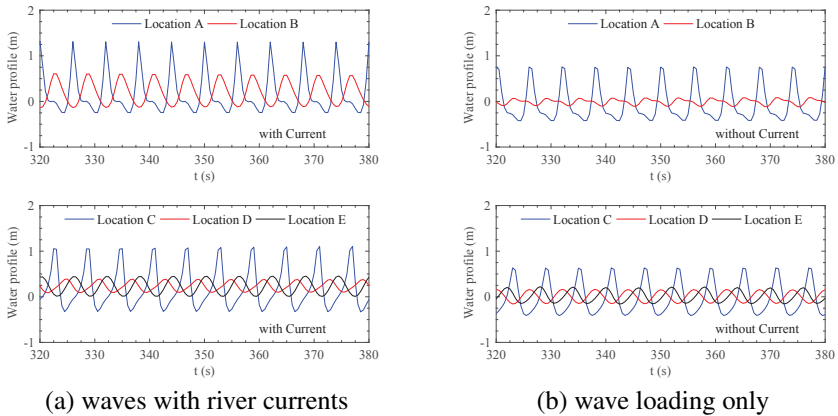 2
Location A
Location B
1
0
-1
Water profile (m)
with Current
320 330 340 350 360 370 380
t (s)
2
Location A
Location B
1
0
-1
Water profile (m)
without Current
320 330 340 350 360 370 380
t (s)
2
Location C
Location D
Location E
1
0
-1
Water profile (m)
with Current
320 330 340 350 360 370 380
t (s)
2
Location C
Location D
Location E
1
0
-1
Water profile (m)
without Current
320 330 340 350 360 370 380
t (s)
(a) waves with river currents
(b) wave loading only